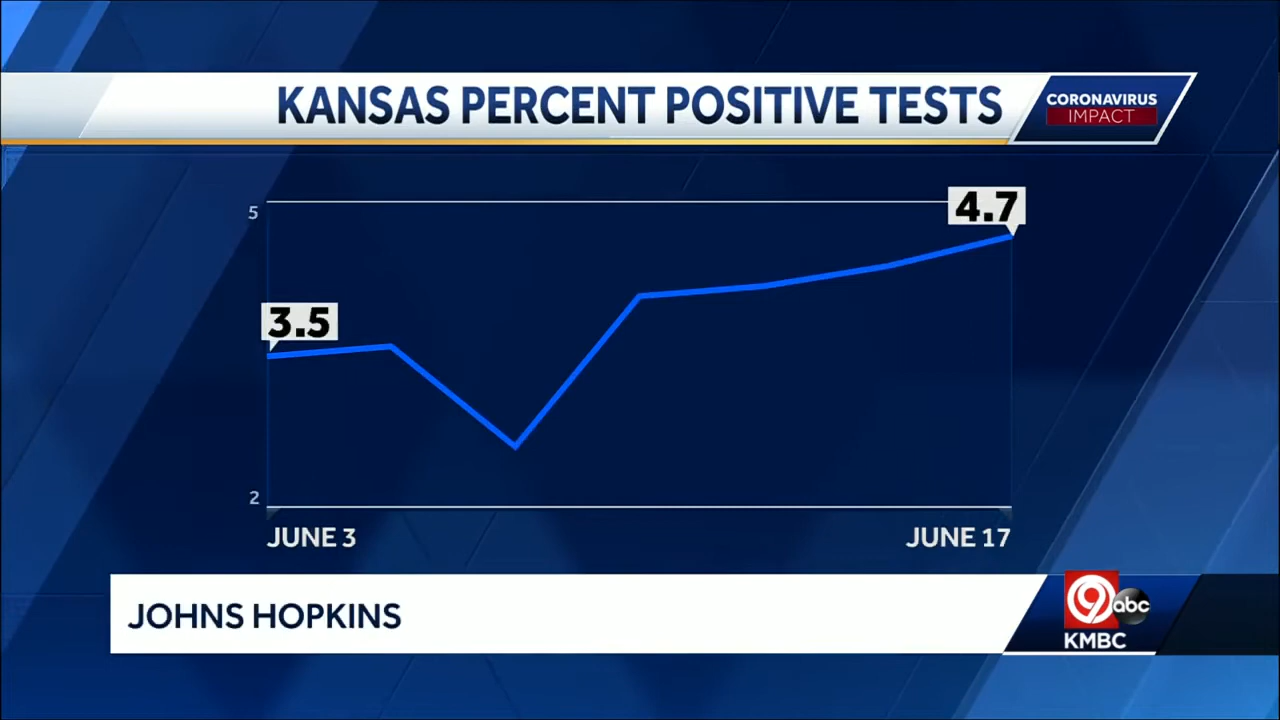 KANSAS PERCENT POSITIVE TESTS
CORONAVIRUS
IMPACT
5
4.7
3.5
2
JUNE 3
JUNE 17
JOHNS HOPKINS
9
abc
KMBC